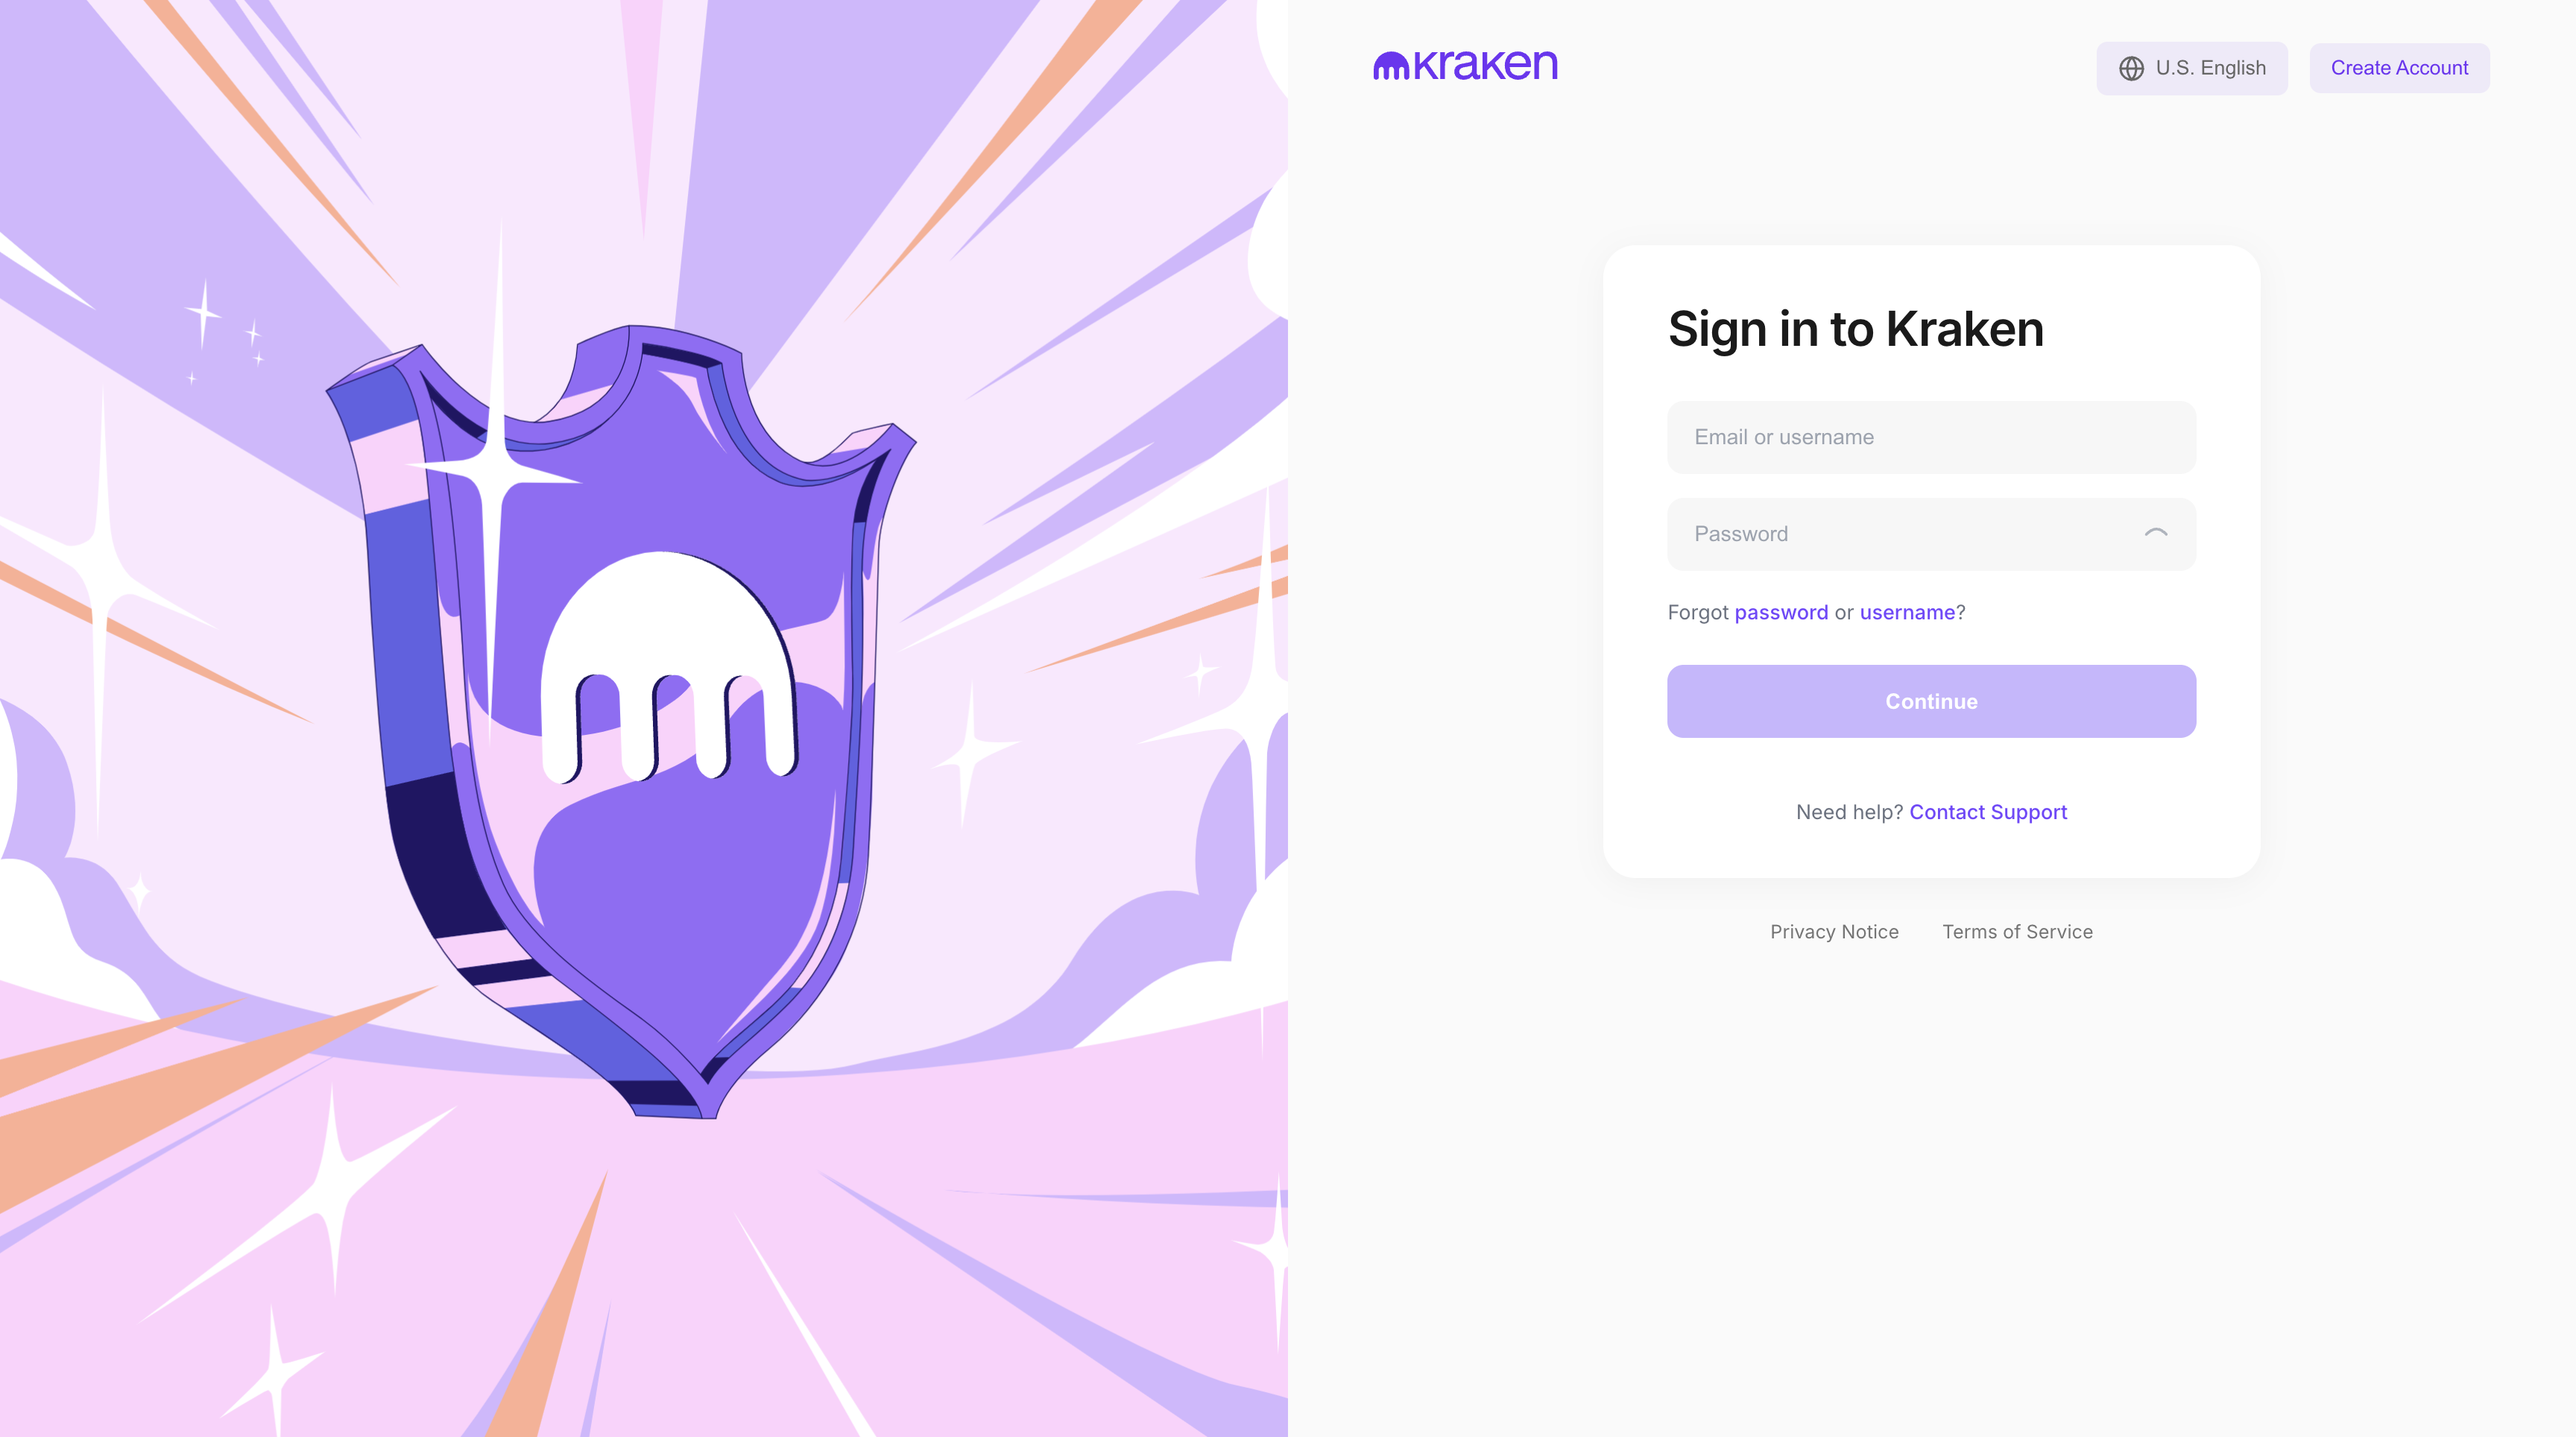 kraken
U.S. English
Create Account
Sign in to Kraken
Email or username
Password
Forgot password or username?
Continue
Need help? Contact Support
Privacy Notice
Terms of Service